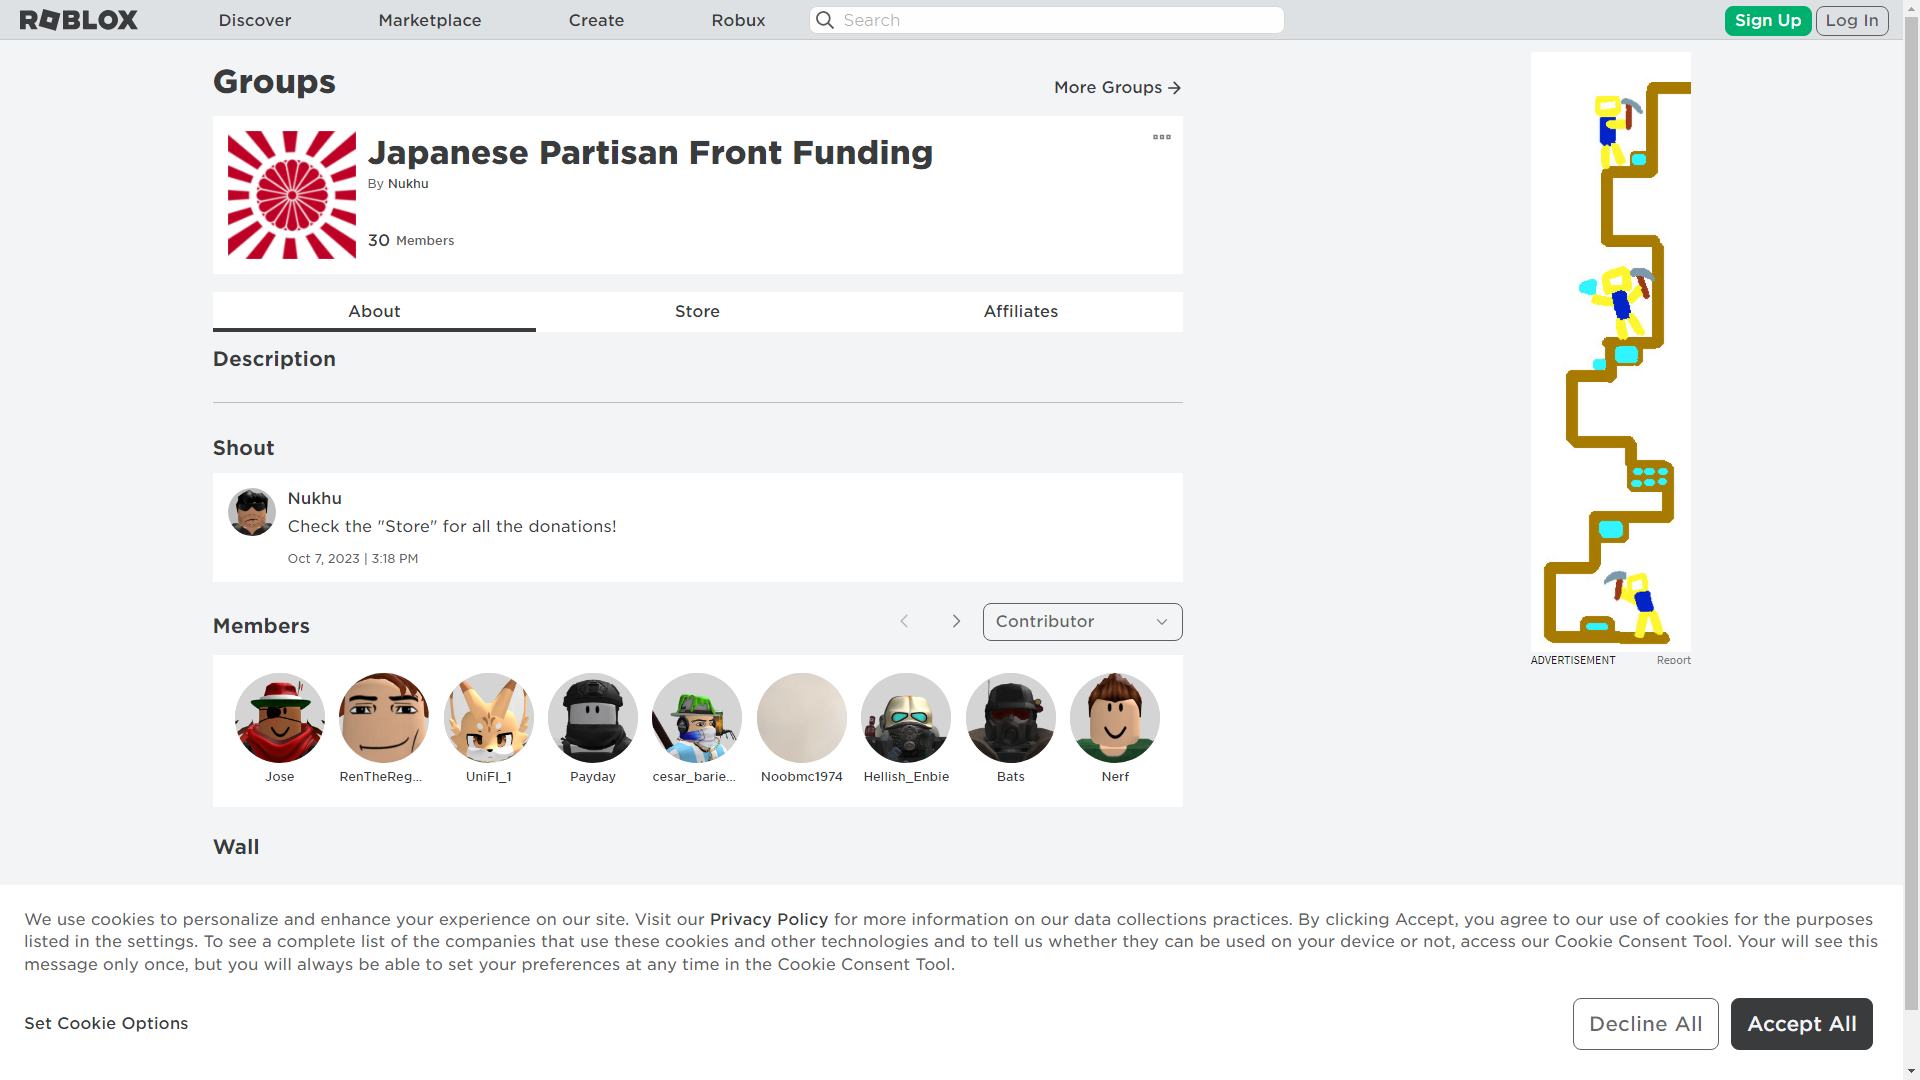 ROBLOX
Discover
Marketplace
Create
Robux
Search
Sign Up
Log In
Groups
More Groups
Japanese Partisan Front Funding
By Nukhu
30 Members
About
Store
Affiliates
Description
Shout
Nukhu
Check the "Store" for all the donations!
Oct 7, 2023 | 3:18 PM
ADVERTISEMENT
Report
Members
Contributor
Jose
RenTheReg...
UniFI_1
Payday
cesar_barie...
Noobmc1974
Hellish_Enbie
Bats
Nerf
Wall
We use cookies to personalize and enhance your experience on our site. Visit our Privacy Policy for more information on our data collections practices. By clicking Accept, you agree to our use of cookies for the purposes
listed in the settings. To see a complete list of the companies that use these cookies and other technologies and to tell us whether they can be used on your device or not, access our Cookie Consent Tool. Your will see this
message only once, but you will always be able to set your preferences at any time in the Cookie Consent Tool.
Set Cookie Options
Decline All
Accept All